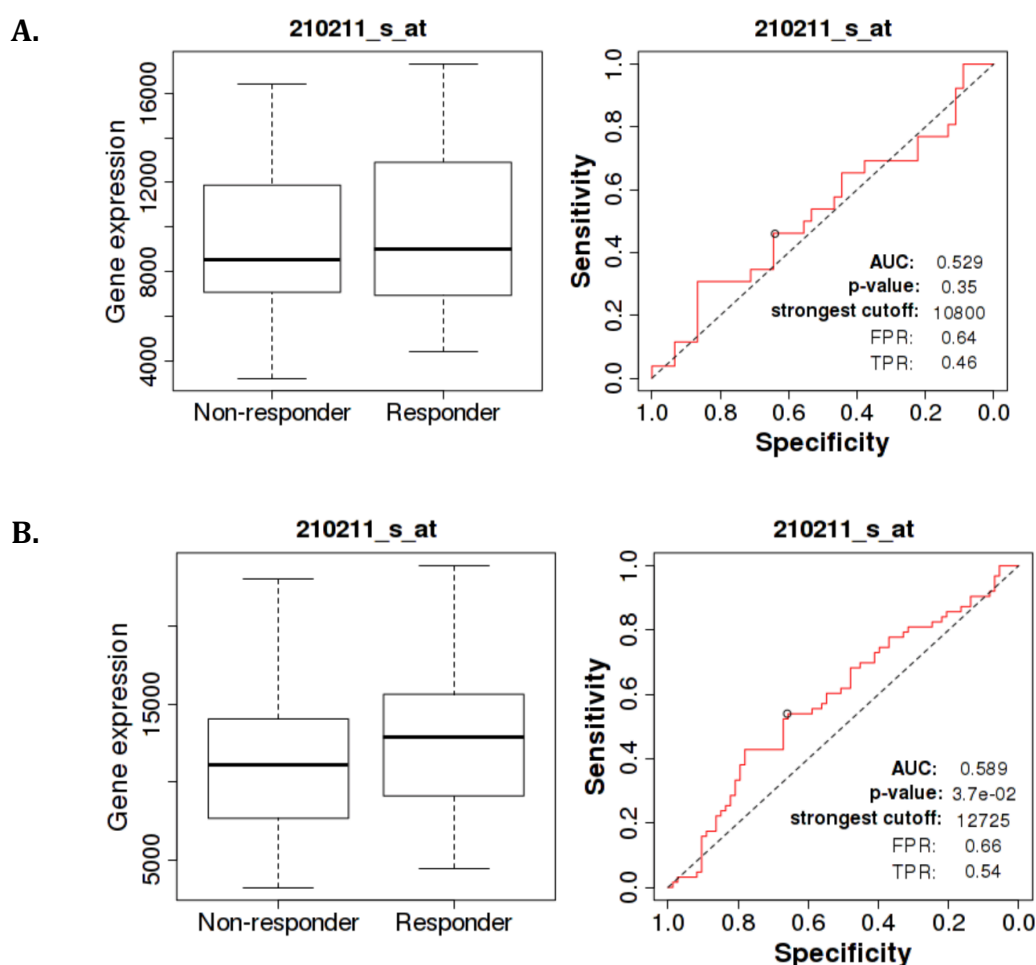 A.
210211_s_at
Gene expression
16000
12000
8000
4000
Non-responder
Responder
210211_s_at
Sensitivity
1.0
0.8
0.6
0.4
0.2
0.0
AUC: 0.529
p-value: 0.35
strongest cutoff: 10800
FPR: 0.64
TPR: 0.46
1.0 0.8 0.6 0.4 0.2 0.0
Specificity
B.
210211_s_at
Gene expression
15000
5000
Non-responder
Responder
210211_s_at
Sensitivity
1.0
0.8
0.6
0.4
0.2
0.0
AUC: 0.589
p-value: 3.7e-02
strongest cutoff: 12725
FPR: 0.66
TPR: 0.54
1.0 0.8 0.6 0.4 0.2 0.0
Specificity